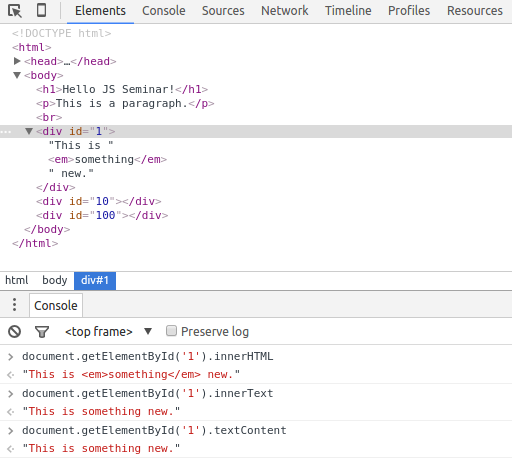 Elements Console Sources Network Timeline Profiles Resources
<!DOCTYPE html>
<html>
<head>…</head>
<body>
<h1>Hello JS Seminar!</h1>
<p>This is a paragraph.</p>
<br>
<div id="1">
"This is "
<em>something</em>
" new."
</div>
<div id="10"></div>
<div id="100"></div>
</body>
</html>
html body div#1
Console
<top frame> Preserve log
document.getElementById('1').innerHTML
"This is <em>something</em> new."
document.getElementById('1').innerText
"This is something new."
document.getElementById('1').textContent
"This is something new."